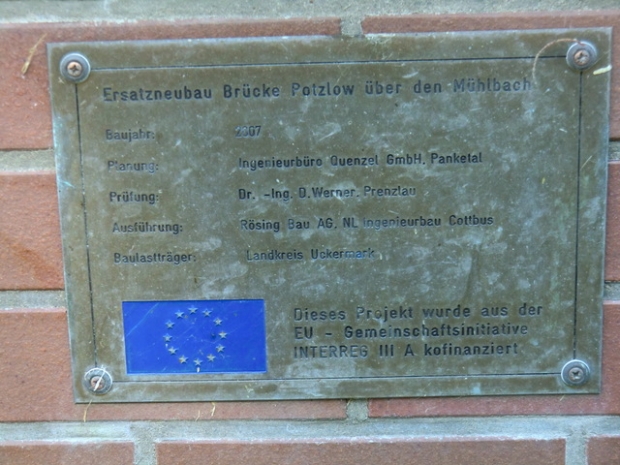 Ersatzneubau Brücke Potzlow über den Mühlbach
Baujahr: 2007
Planung: Ingenieurbüro Quenzel GmbH, Panketal
Prüfung: Dr. -Ing. D.Werner, Prenzlau
Ausführung: Rösing Bau AG, NL Ingenieurbau Cottbus
Baulastträger: Landkreis Uckermark
Dieses Projekt wurde aus der
EU - Gemeinschaftsinitiative
INTERREG III A kofinanziert